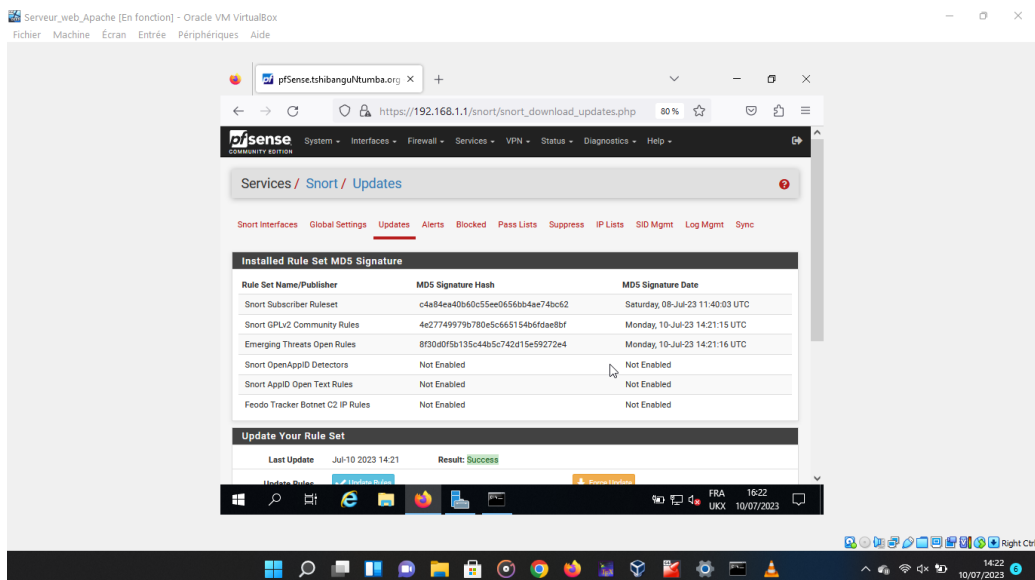 Serveur_web_Apache [En fonction] - Oracle VM VirtualBox
Fichier Machine Écran Entrée Périphériques Aide
pfSense.tshibanguNtumba.org
https://192.168.1.1/snort/snort_download_updates.php 80 %
pfsense System Interfaces Firewall Services VPN Status Diagnostics Help
COMMUNITY EDITION
Services / Snort / Updates
Snort Interfaces Global Settings Updates Alerts Blocked Pass Lists Suppress IP Lists SID Mgmt Log Mgmt Sync
Installed Rule Set MD5 Signature
Rule Set Name/Publisher MD5 Signature Hash MD5 Signature Date
Snort Subscriber Ruleset c4a84ea40b60c55ee0656bb4ae74bc62 Saturday, 08-Jul-23 11:40:03 UTC
Snort GPLv2 Community Rules 4e27749979b780e5c665154b6fdae8bf Monday, 10-Jul-23 14:21:15 UTC
Emerging Threats Open Rules 8f30d0f5b135c44b5c742d15e59272e4 Monday, 10-Jul-23 14:21:16 UTC
Snort OpenAppID Detectors Not Enabled Not Enabled
Snort AppID Open Text Rules Not Enabled Not Enabled
Feodo Tracker Botnet C2 IP Rules Not Enabled Not Enabled
Update Your Rule Set
Last Update Jul-10 2023 14:21 Result: Success
Update Rules Update Rules Force Update
FRA 16:22
UKX 10/07/2023
Right Ctrl
14:22
10/07/2023 6